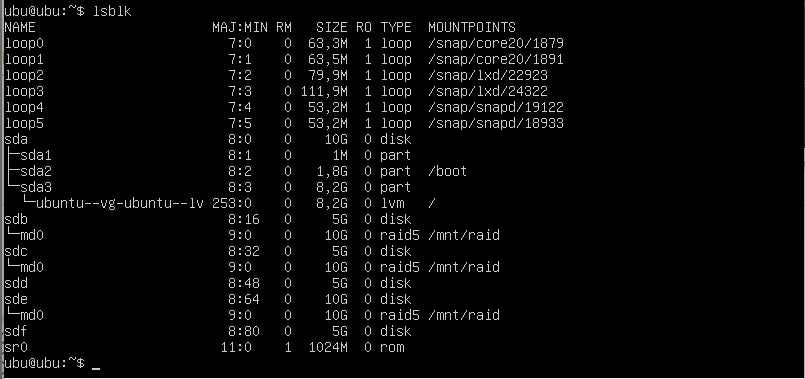 ubu@ubu:~$ lsblk
NAME                      MAJ:MIN RM   SIZE RO TYPE  MOUNTPOINTS
loop0                       7:0    0  63,3M  1 loop  /snap/core20/1879
loop1                       7:1    0  63,5M  1 loop  /snap/core20/1891
loop2                       7:2    0  79,9M  1 loop  /snap/lxd/22923
loop3                       7:3    0 111,9M  1 loop  /snap/lxd/24322
loop4                       7:4    0  53,2M  1 loop  /snap/snapd/19122
loop5                       7:5    0  53,2M  1 loop  /snap/snapd/18933
sda                         8:0    0    10G  0 disk
├─sda1                      8:1    0     1M  0 part
├─sda2                      8:2    0   1,8G  0 part  /boot
└─sda3                      8:3    0   8,2G  0 part
  └─ubuntu--vg-ubuntu--lv 253:0    0   8,2G  0 lvm   /
sdb                         8:16   0     5G  0 disk
└─md0                       9:0    0    10G  0 raid5 /mnt/raid
sdc                         8:32   0     5G  0 disk
└─md0                       9:0    0    10G  0 raid5 /mnt/raid
sdd                         8:48   0     5G  0 disk
sde                         8:64   0    10G  0 disk
└─md0                       9:0    0    10G  0 raid5 /mnt/raid
sdf                         8:80   0     5G  0 disk
sr0                        11:0    1  1024M  0 rom
ubu@ubu:~$ _